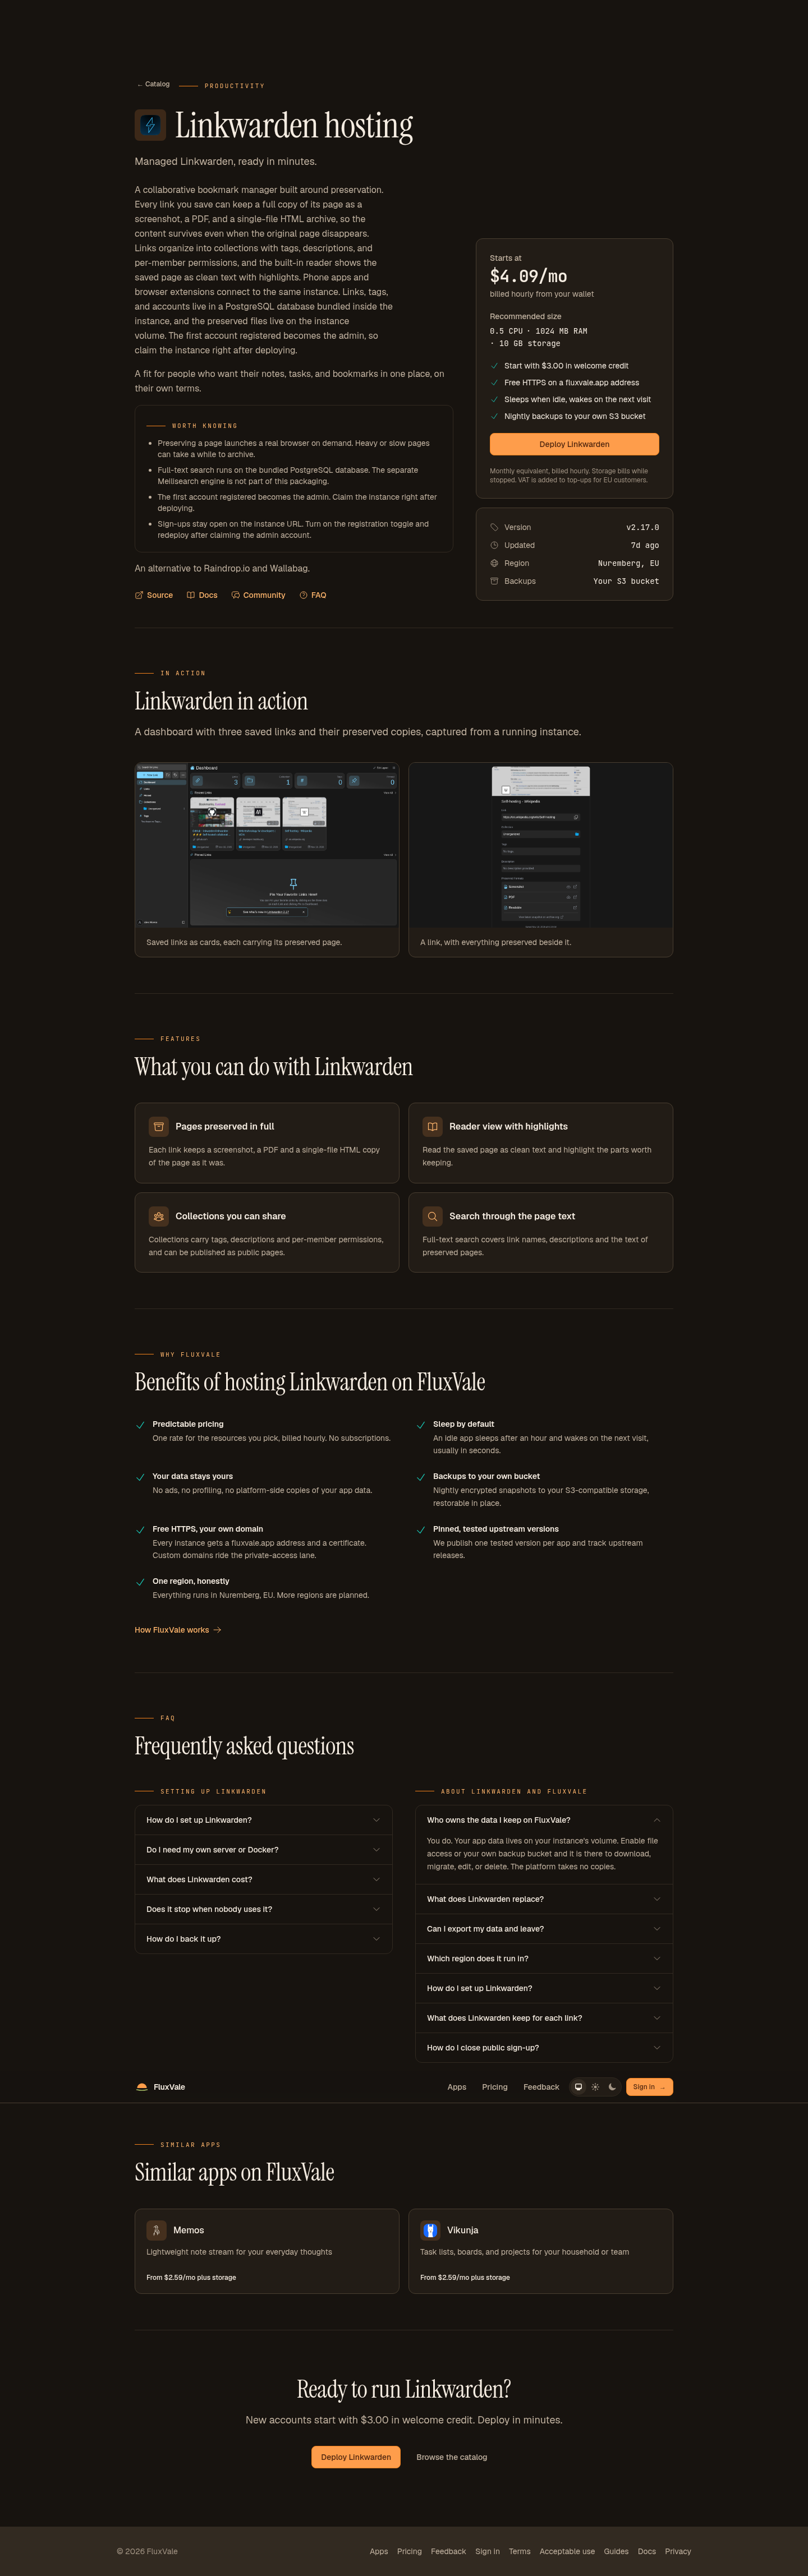 ← Catalog
PRODUCTIVITY
Linkwarden hosting
Managed Linkwarden, ready in minutes.
A collaborative bookmark manager built around preservation.
Every link you save can keep a full copy of its page as a
screenshot, a PDF, and a single-file HTML archive, so the
content survives even when the original page disappears.
Links organize into collections with tags, descriptions, and
per-member permissions, and the built-in reader shows the
saved page as clean text with highlights. Phone apps and
browser extensions connect to the same instance. Links, tags,
and accounts live in a PostgreSQL database bundled inside the
instance, and the preserved files live on the instance
volume. The first account registered becomes the admin, so
claim the instance right after deploying.
A fit for people who want their notes, tasks, and bookmarks in one place, on
their own terms.
WORTH KNOWING
Preserving a page launches a real browser on demand. Heavy or slow pages
can take a while to archive.
Full-text search runs on the bundled PostgreSQL database. The separate
Meilisearch engine is not part of this packaging.
The first account registered becomes the admin. Claim the instance right after
deploying.
Sign-ups stay open on the instance URL. Turn on the registration toggle and
redeploy after claiming the admin account.
An alternative to Raindrop.io and Wallabag.
Source
Docs
Community
FAQ
Starts at
$4.09/mo
billed hourly from your wallet
Recommended size
0.5 CPU · 1024 MB RAM
· 10 GB storage
Start with $3.00 in welcome credit
Free HTTPS on a fluxvale.app address
Sleeps when idle, wakes on the next visit
Nightly backups to your own S3 bucket
Deploy Linkwarden
Monthly equivalent, billed hourly. Storage bills while
stopped. VAT is added to top-ups for EU customers.
Version v2.17.0
Updated 7d ago
Region Nuremberg, EU
Backups Your S3 bucket
IN ACTION
Linkwarden in action
A dashboard with three saved links and their preserved copies, captured from a running instance.
Dashboard
Saved links as cards, each carrying its preserved page.
A link, with everything preserved beside it.
FEATURES
What you can do with Linkwarden
Pages preserved in full
Each link keeps a screenshot, a PDF and a single-file HTML copy
of the page as it was.
Reader view with highlights
Read the saved page as clean text and highlight the parts worth
keeping.
Collections you can share
Collections carry tags, descriptions and per-member permissions,
and can be published as public pages.
Search through the page text
Full-text search covers link names, descriptions and the text of
preserved pages.
WHY FLUXVALE
Benefits of hosting Linkwarden on FluxVale
Predictable pricing
One rate for the resources you pick, billed hourly. No subscriptions.
Sleep by default
An idle app sleeps after an hour and wakes on the next visit,
usually in seconds.
Your data stays yours
No ads, no profiling, no platform-side copies of your app data.
Backups to your own bucket
Nightly encrypted snapshots to your S3-compatible storage,
restorable in place.
Free HTTPS, your own domain
Every instance gets a fluxvale.app address and a certificate.
Custom domains ride the private-access lane.
Pinned, tested upstream versions
We publish one tested version per app and track upstream
releases.
One region, honestly
Everything runs in Nuremberg, EU. More regions are planned.
How FluxVale works →
FAQ
Frequently asked questions
SETTING UP LINKWARDEN
How do I set up Linkwarden?
Do I need my own server or Docker?
What does Linkwarden cost?
Does it stop when nobody uses it?
How do I back it up?
ABOUT LINKWARDEN AND FLUXVALE
Who owns the data I keep on FluxVale?
You do. Your app data lives on your instance's volume. Enable file
access or your own backup bucket and it is there to download,
migrate, edit, or delete. The platform takes no copies.
What does Linkwarden replace?
Can I export my data and leave?
Which region does it run in?
How do I set up Linkwarden?
What does Linkwarden keep for each link?
How do I close public sign-up?
FluxVale
Apps
Pricing
Feedback
Sign in
SIMILAR APPS
Similar apps on FluxVale
Memos
Lightweight note stream for your everyday thoughts
From $2.59/mo plus storage
Vikunja
Task lists, boards, and projects for your household or team
From $2.59/mo plus storage
Ready to run Linkwarden?
New accounts start with $3.00 in welcome credit. Deploy in minutes.
Deploy Linkwarden
Browse the catalog
© 2026 FluxVale
Apps
Pricing
Feedback
Sign in
Terms
Acceptable use
Guides
Docs
Privacy